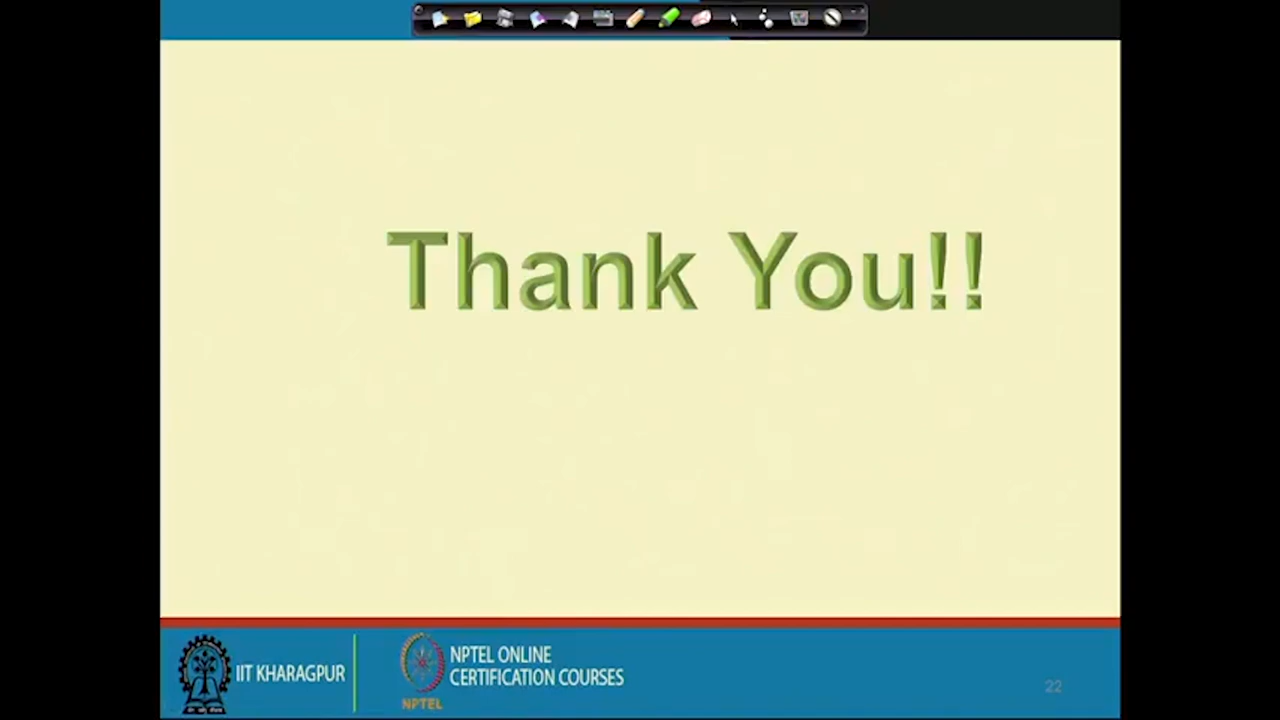 Thank You!!
IIT KHARAGPUR
NPTEL ONLINE
CERTIFICATION COURSES
NPTEL
22